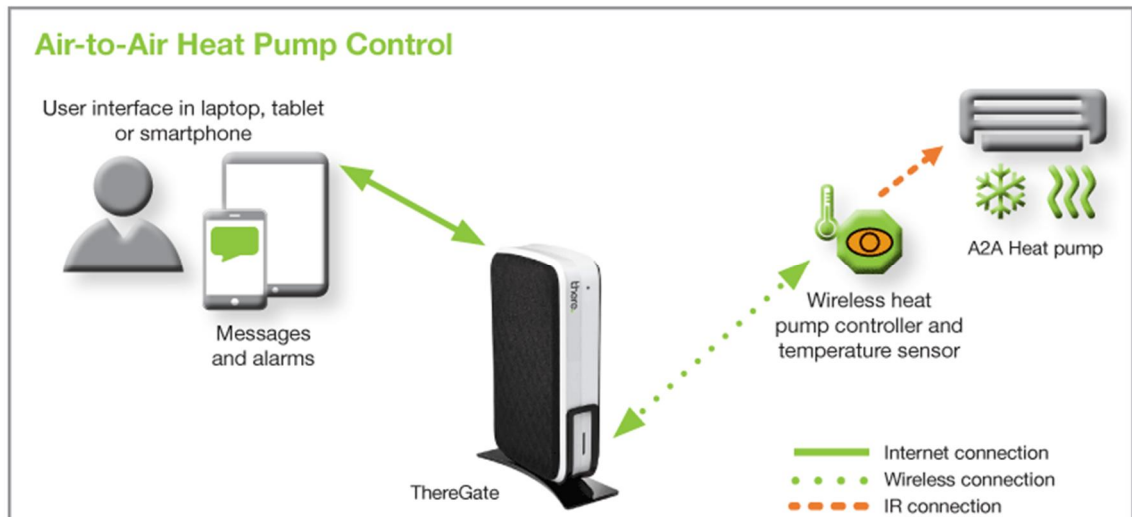 Air-to-Air Heat Pump Control
User interface in laptop, tablet
or smartphone
Messages
and alarms
there.
ThereGate
Wireless heat
pump controller and
temperature sensor
A2A Heat pump
Internet connection
Wireless connection
IR connection